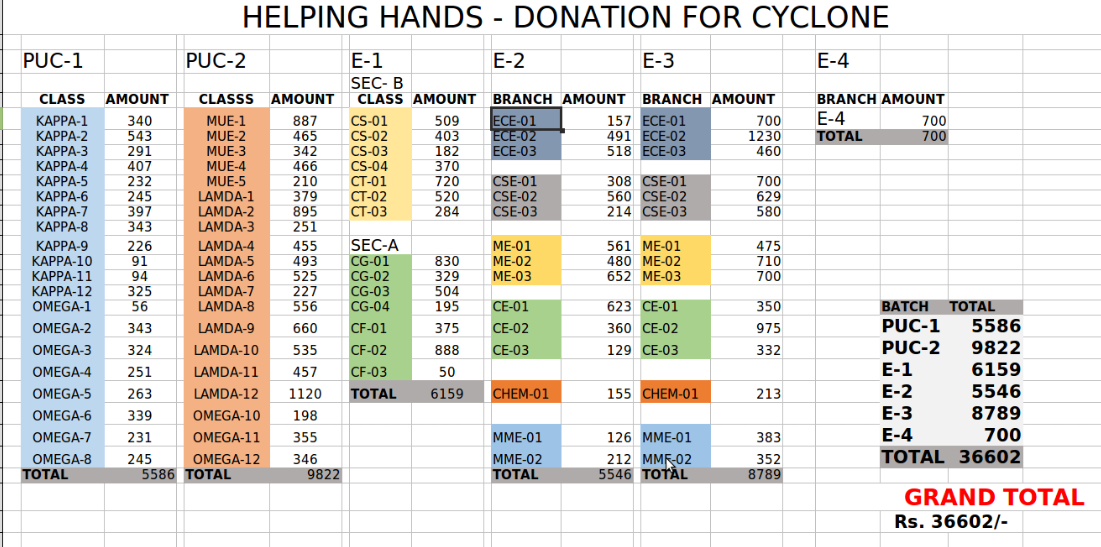 HELPING HANDS - DONATION FOR CYCLONE
PUC-1 PUC-2 E-1 E-2 E-3 E-4
SEC- B
CLASS AMOUNT CLASSS AMOUNT CLASS AMOUNT BRANCH AMOUNT BRANCH AMOUNT BRANCH AMOUNT
KAPPA-1 340 MUE-1 887 CS-01 509 ECE-01 157 ECE-01 700 E-4 700
KAPPA-2 543 MUE-2 465 CS-02 403 ECE-02 491 ECE-02 1230 TOTAL 700
KAPPA-3 291 MUE-3 342 CS-03 182 ECE-03 518 ECE-03 460
KAPPA-4 407 MUE-4 466 CS-04 370
KAPPA-5 232 MUE-5 210 CT-01 720 CSE-01 308 CSE-01 700
KAPPA-6 245 LAMDA-1 379 CT-02 520 CSE-02 560 CSE-02 629
KAPPA-7 397 LAMDA-2 895 CT-03 284 CSE-03 214 CSE-03 580
KAPPA-8 343 LAMDA-3 251
KAPPA-9 226 LAMDA-4 455 SEC-A ME-01 561 ME-01 475
KAPPA-10 91 LAMDA-5 493 CG-01 830 ME-02 480 ME-02 710
KAPPA-11 94 LAMDA-6 525 CG-02 329 ME-03 652 ME-03 700
KAPPA-12 325 LAMDA-7 227 CG-03 504
OMEGA-1 56 LAMDA-8 556 CG-04 195 CE-01 623 CE-01 350 BATCH TOTAL
OMEGA-2 343 LAMDA-9 660 CF-01 375 CE-02 360 CE-02 975 PUC-1 5586
OMEGA-3 324 LAMDA-10 535 CF-02 888 CE-03 129 CE-03 332 PUC-2 9822
OMEGA-4 251 LAMDA-11 457 CF-03 50 E-1 6159
OMEGA-5 263 LAMDA-12 1120 TOTAL 6159 CHEM-01 155 CHEM-01 213 E-2 5546
OMEGA-6 339 OMEGA-10 198 E-3 8789
OMEGA-7 231 OMEGA-11 355 MME-01 126 MME-01 383 E-4 700
OMEGA-8 245 OMEGA-12 346 MME-02 212 MME-02 352 TOTAL 36602
TOTAL 5586 TOTAL 9822 TOTAL 5546 TOTAL 8789
GRAND TOTAL
Rs. 36602/-